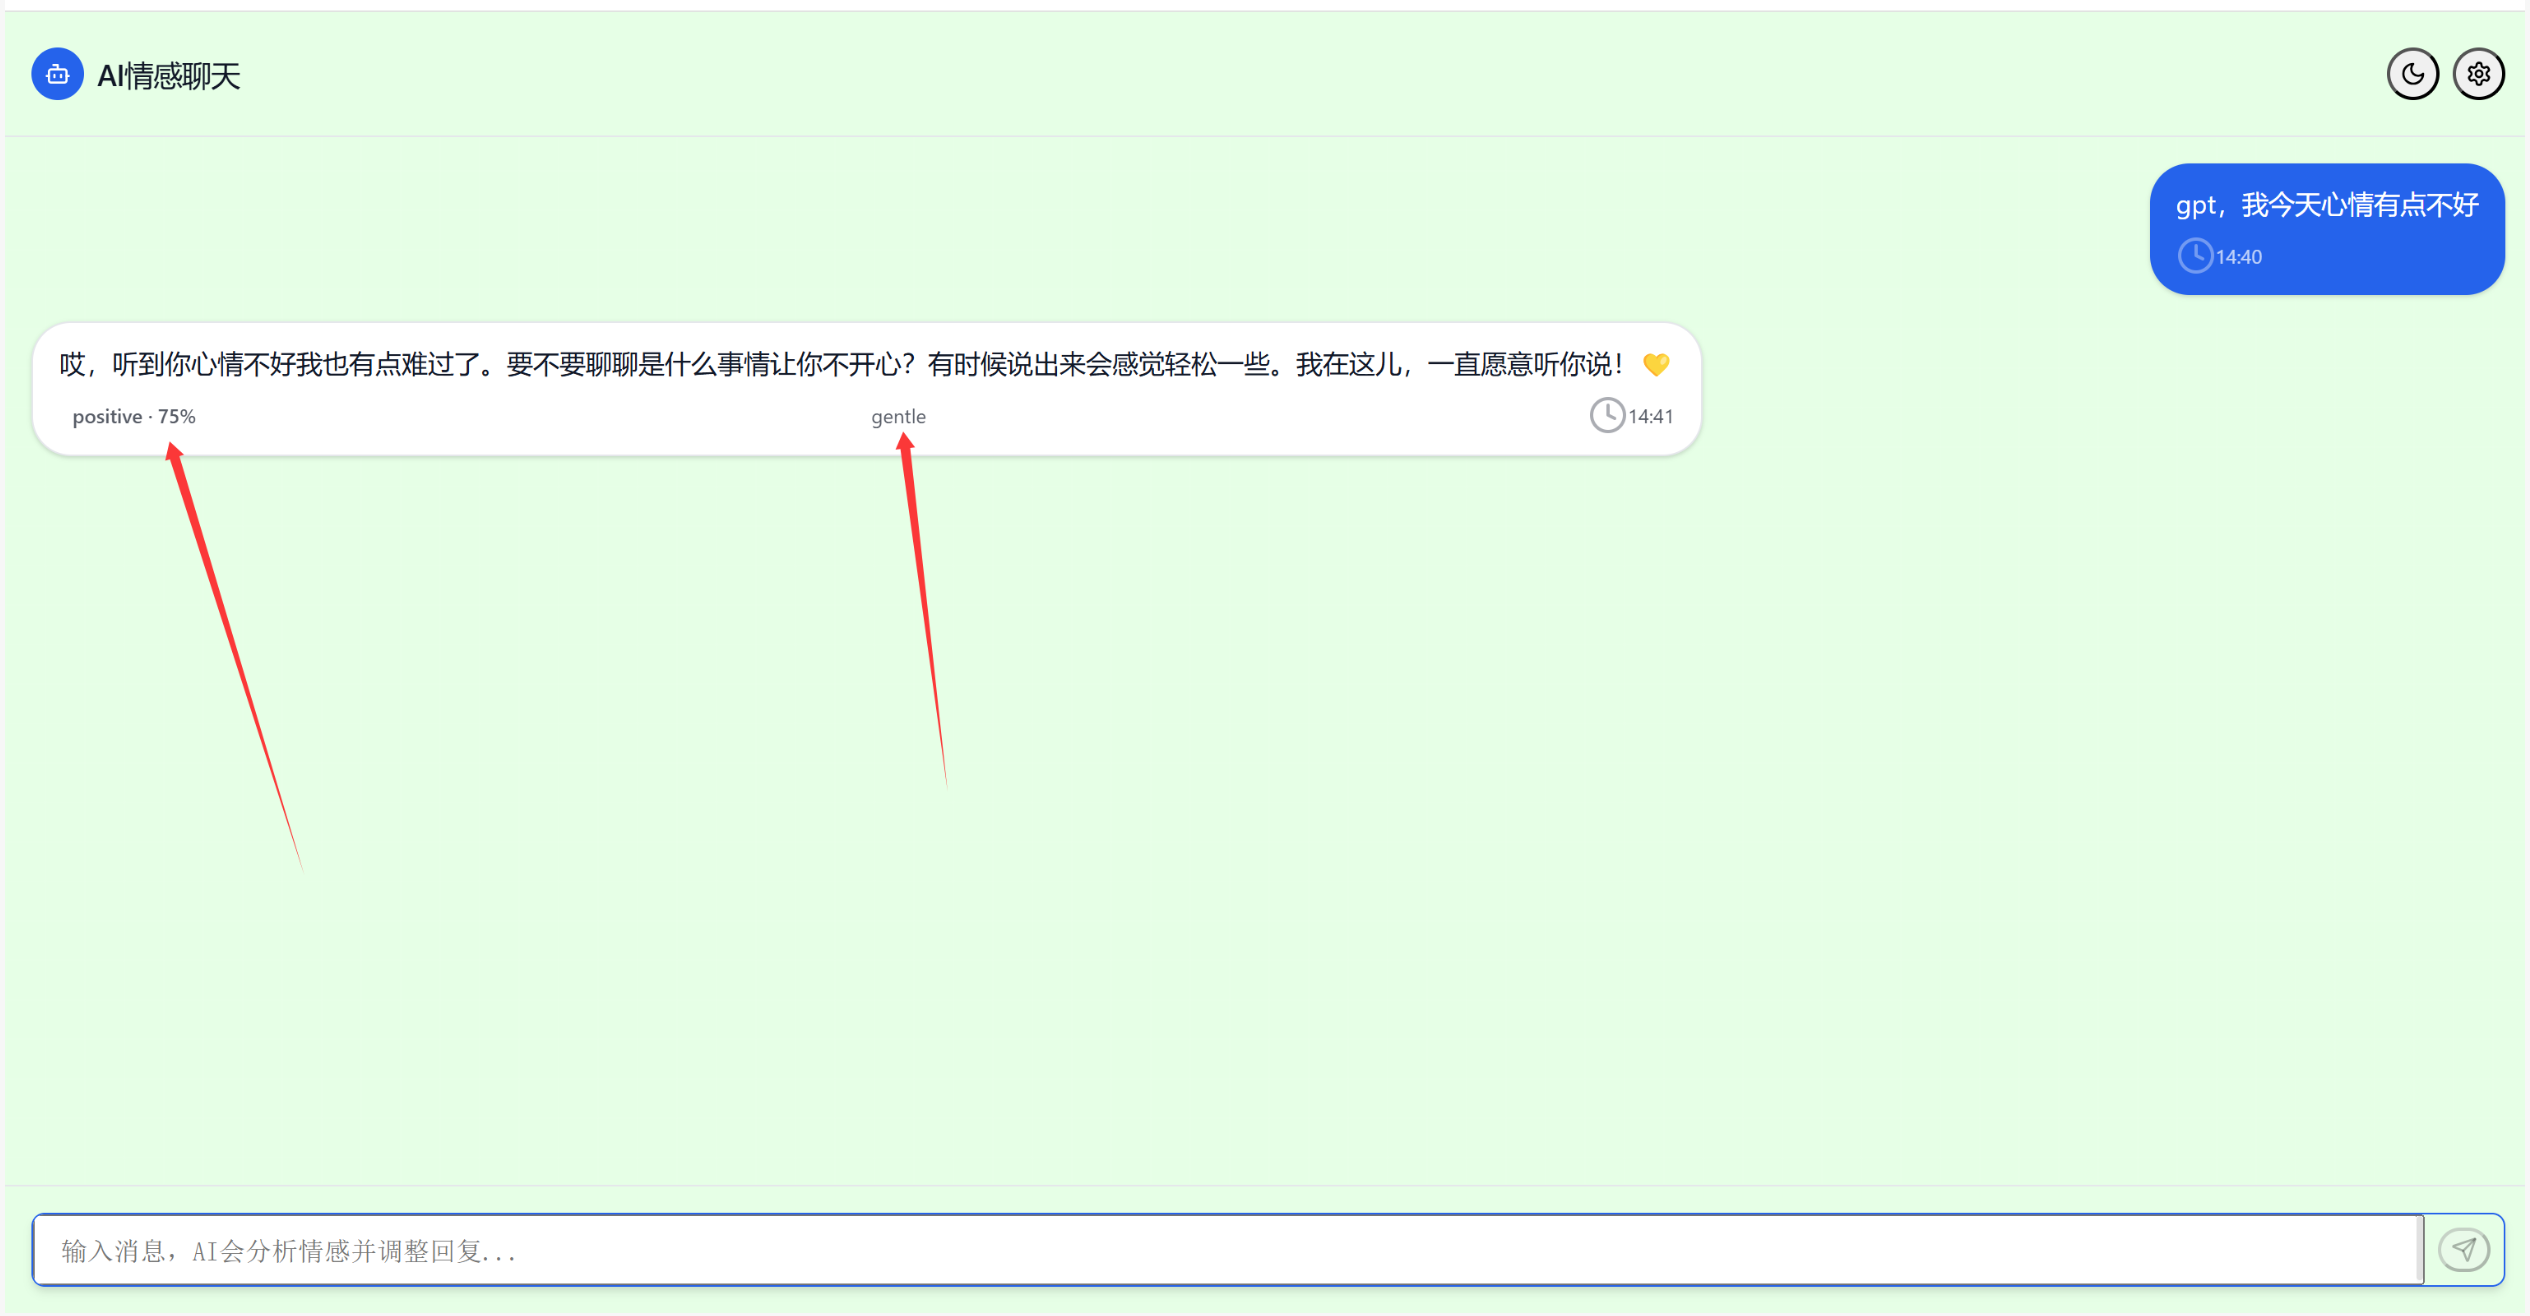 AI情感聊天
gpt，我今天心情有点不好
14:40
哎，听到你心情不好我也有点难过了。要不要聊聊是什么事情让你不开心？有时候说出来会感觉轻松一些。我在这儿，一直愿意听你说！💛
positive · 75%
gentle
14:41
输入消息，AI会分析情感并调整回复...